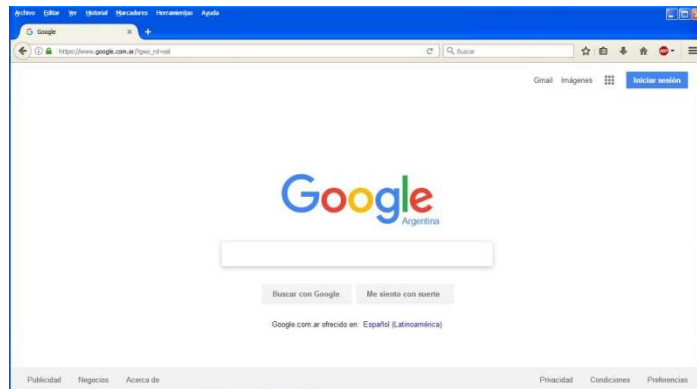 Archivo Editar Ver Historial Marcadores Herramientas Ayuda
G Google
https://www.google.com.ar/?gws_rd=ssl
Buscar
Gmail Imágenes Iniciar sesión
Google
Argentina
Buscar con Google Me siento con suerte
Google.com.ar ofrecido en: Español (Latinoamérica)
Publicidad Negocios Acerca de Privacidad Condiciones Preferencias